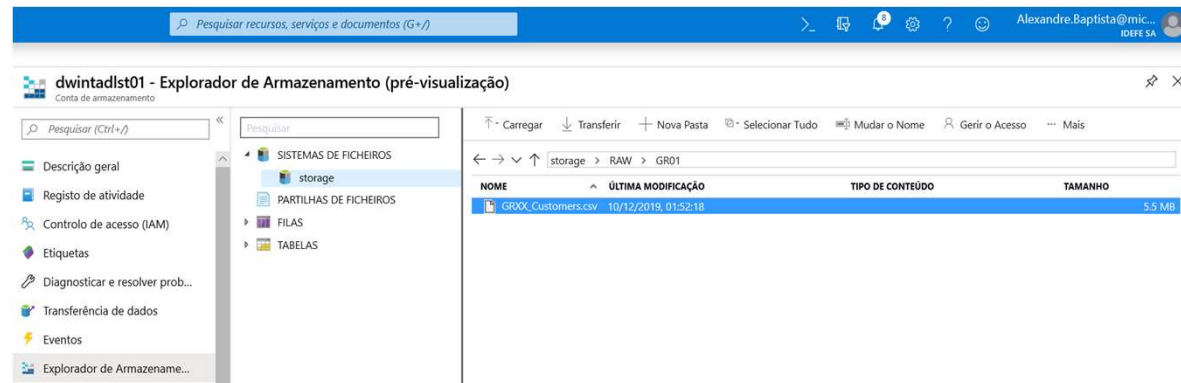 Pesquisar recursos, serviços e documentos (G+/)
8
Alexandre.Baptista@mic...
IDEFE SA
dwintadlst01 - Explorador de Armazenamento (pré-visualização)
Conta de armazenamento
Pesquisar (Ctrl+/)
Descrição geral
Registo de atividade
Controlo de acesso (IAM)
Etiquetas
Diagnosticar e resolver prob...
Transferência de dados
Eventos
Explorador de Armazename...
Pesquisar
SISTEMAS DE FICHEIROS
storage
PARTILHAS DE FICHEIROS
FILAS
TABELAS
Carregar Transferir Nova Pasta Selecionar Tudo Mudar o Nome Gerir o Acesso ... Mais
storage > RAW > GR01
NOME ÚLTIMA MODIFICAÇÃO TIPO DE CONTEÚDO TAMANHO
GRXX_Customers.csv 10/12/2019, 01:52:18 5.5 MB